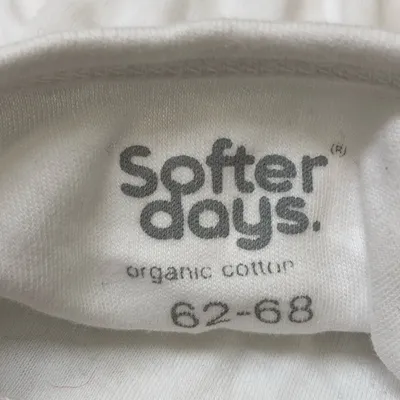 Softer (R)
days.
organic cotton
62-68